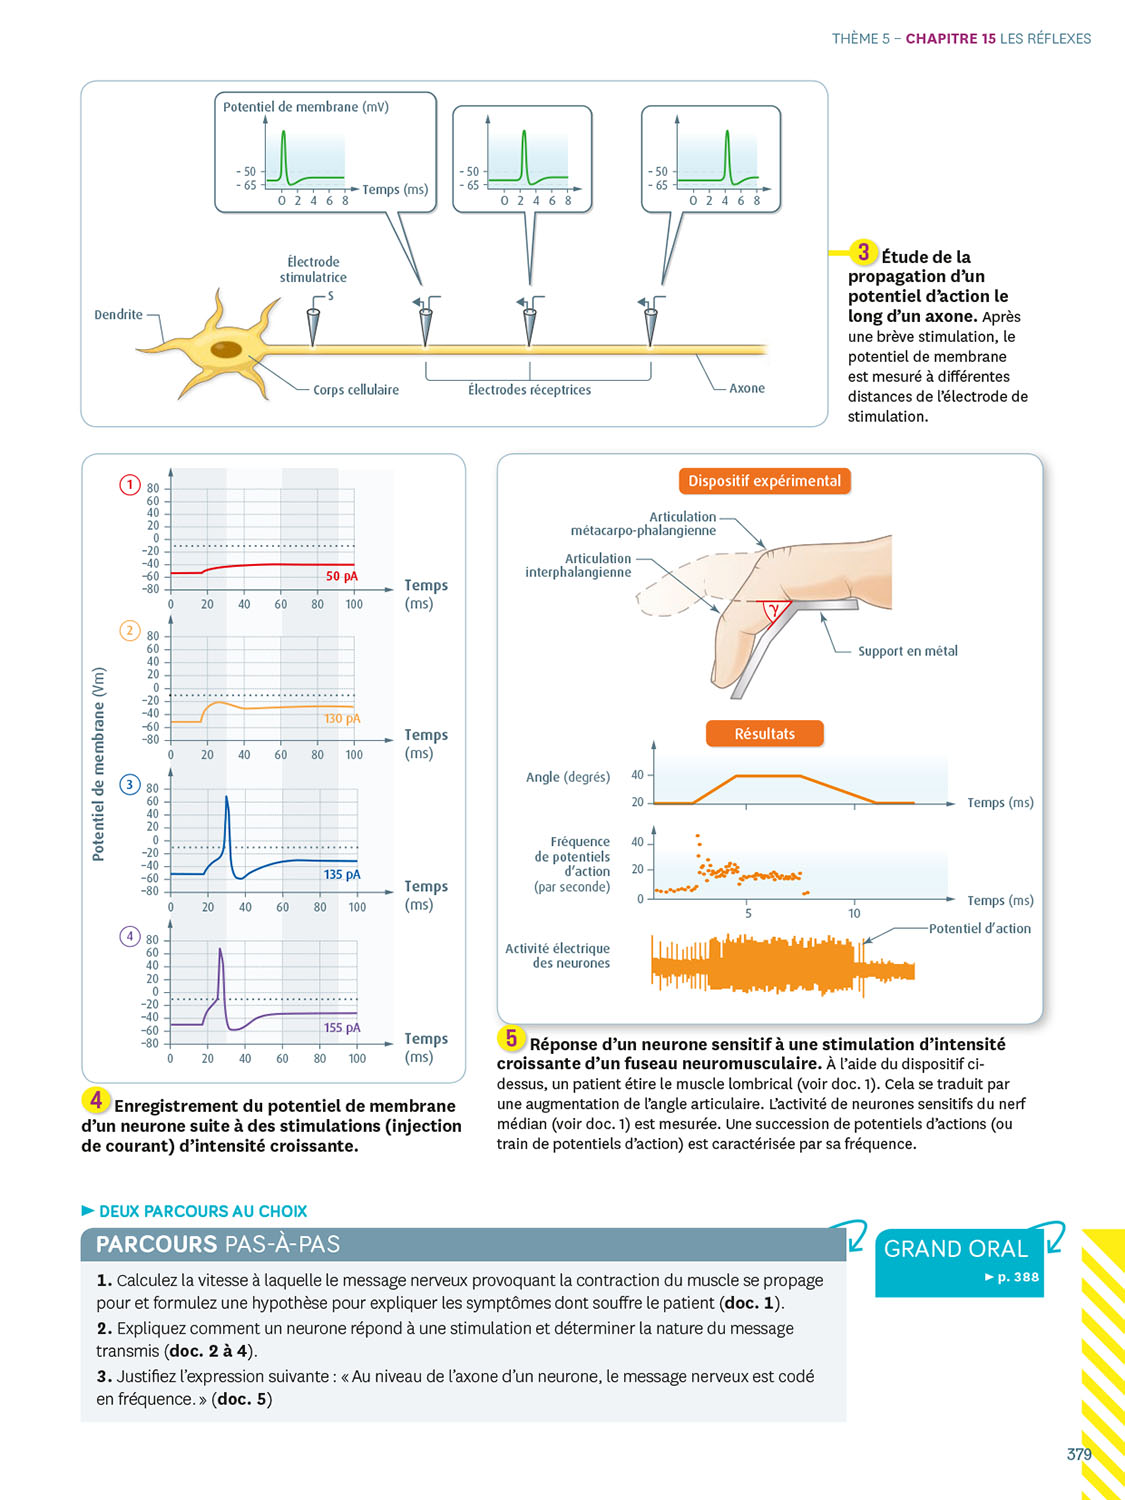 THÈME 5 – CHAPITRE 15 LES RÉFLEXES
Potentiel de membrane (mV)
– 50
– 65
0 2 4 6 8
Temps (ms)
– 50
– 65
0 2 4 6 8
– 50
– 65
0 2 4 6 8
Électrode
stimulatrice
S
Dendrite
Corps cellulaire
Électrodes réceptrices
Axone
3 Étude de la
propagation d’un
potentiel d’action le
long d’un axone. Après
une brève stimulation, le
potentiel de membrane
est mesuré à différentes
distances de l’électrode de
stimulation.
Potentiel de membrane (Vm)
1
80
60
40
20
0
–20
–40
–60
–80
50 pA
0 20 40 60 80 100
Temps
(ms)
2
80
60
40
20
0
–20
–40
–60
–80
130 pA
0 20 40 60 80 100
Temps
(ms)
3
80
60
40
20
0
–20
–40
–60
–80
135 pA
0 20 40 60 80 100
Temps
(ms)
4
80
60
40
20
0
–20
–40
–60
–80
155 pA
0 20 40 60 80 100
Temps
(ms)
4 Enregistrement du potentiel de membrane
d’un neurone suite à des stimulations (injection
de courant) d’intensité croissante.
Dispositif expérimental
Articulation
métacarpo-phalangienne
Articulation
interphalangienne
γ
Support en métal
Résultats
Angle (degrés)
40
20
Temps (ms)
Fréquence
de potentiels
d’action
(par seconde)
40
20
0
5 10
Temps (ms)
Potentiel d’action
Activité électrique
des neurones
5 Réponse d’un neurone sensitif à une stimulation d’intensité
croissante d’un fuseau neuromusculaire. À l’aide du dispositif ci-
dessus, un patient étire le muscle lombrical (voir doc. 1). Cela se traduit par
une augmentation de l’angle articulaire. L’activité de neurones sensitifs du nerf
médian (voir doc. 1) est mesurée. Une succession de potentiels d’actions (ou
train de potentiels d’action) est caractérisée par sa fréquence.
► DEUX PARCOURS AU CHOIX
PARCOURS PAS-À-PAS
1. Calculez la vitesse à laquelle le message nerveux provoquant la contraction du muscle se propage
pour et formulez une hypothèse pour expliquer les symptômes dont souffre le patient (doc. 1).
2. Expliquez comment un neurone répond à une stimulation et déterminer la nature du message
transmis (doc. 2 à 4).
3. Justifiez l’expression suivante : « Au niveau de l’axone d’un neurone, le message nerveux est codé
en fréquence. » (doc. 5)
GRAND ORAL
► p. 388
379